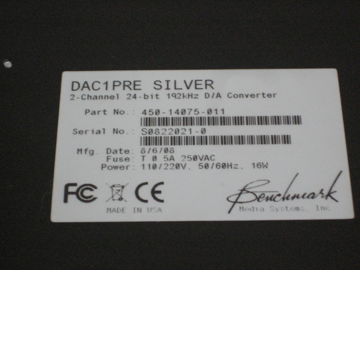 DAC1PRE SILVER
2-Channel 24-bit 192kHz D/A Converter
Part No.: 450-14075-011
Serial No.: S0822021-0
Mfg. Date: 8/6/08
Fuse: T 0.5A 250VAC
Power: 110/220V, 50/60Hz, 16W
FC CE
MADE IN USA
Benchmark
Media Systems, Inc.